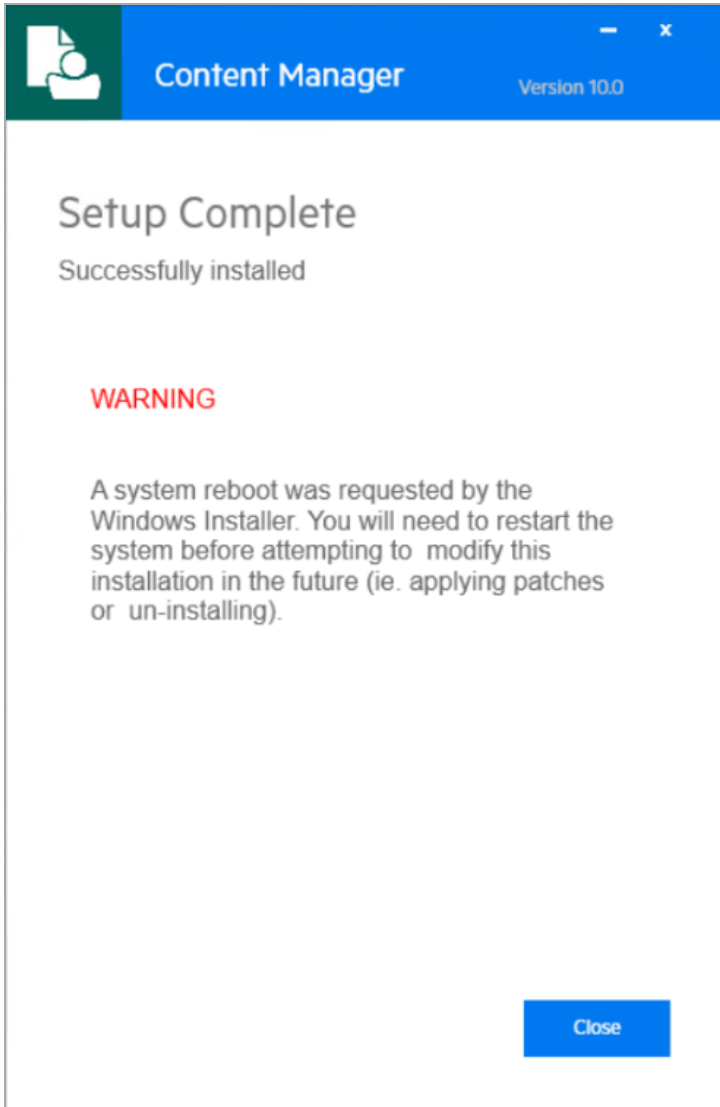 Content Manager
Version 10.0
Setup Complete
Successfully installed
WARNING
A system reboot was requested by the
Windows Installer. You will need to restart the
system before attempting to  modify this
installation in the future (ie. applying patches
or  un-installing).
Close